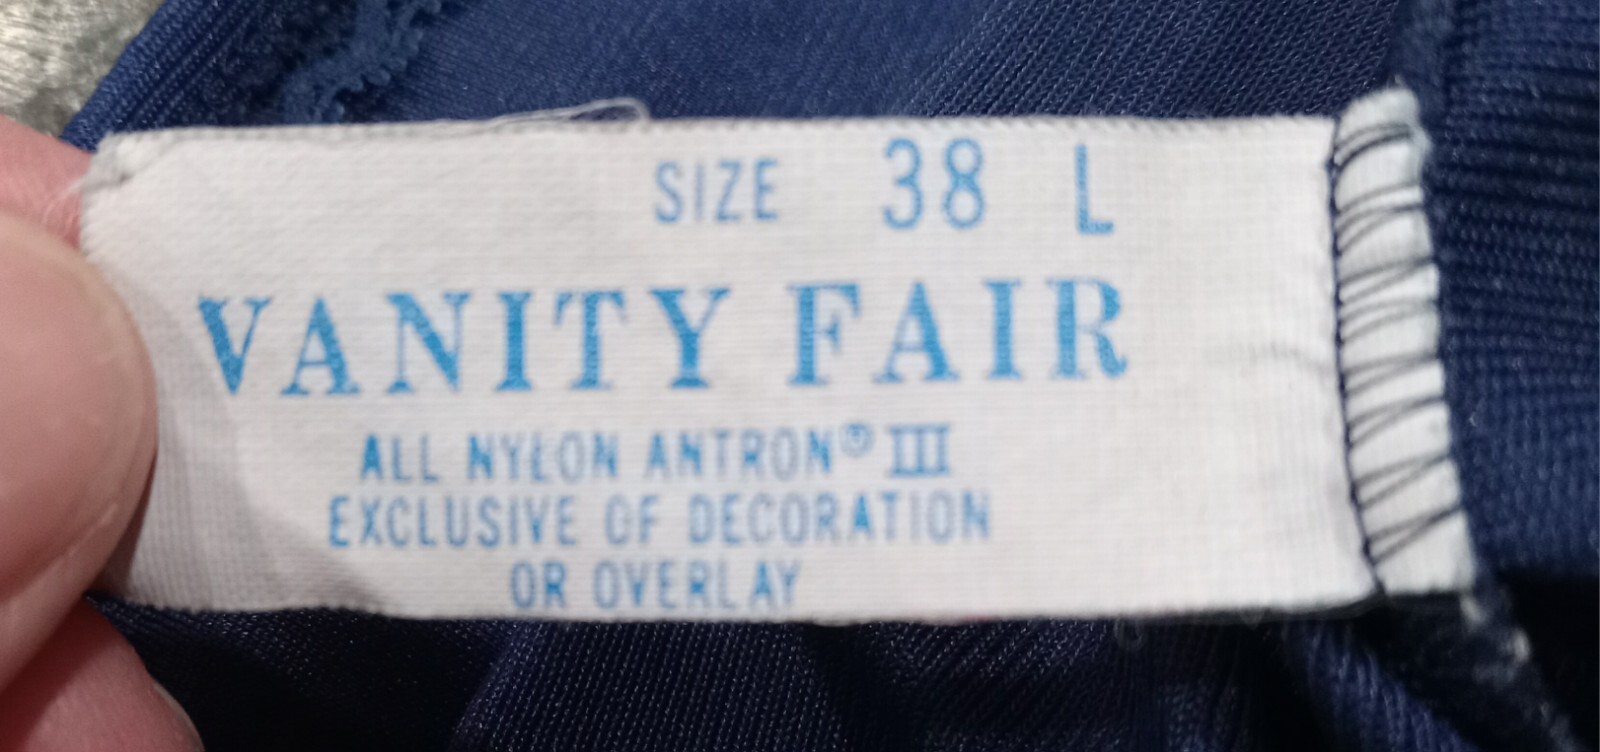 SIZE 38 L
VANITY FAIR
ALL NYLON ANTRON® III
EXCLUSIVE OF DECORATION
OR OVERLAY